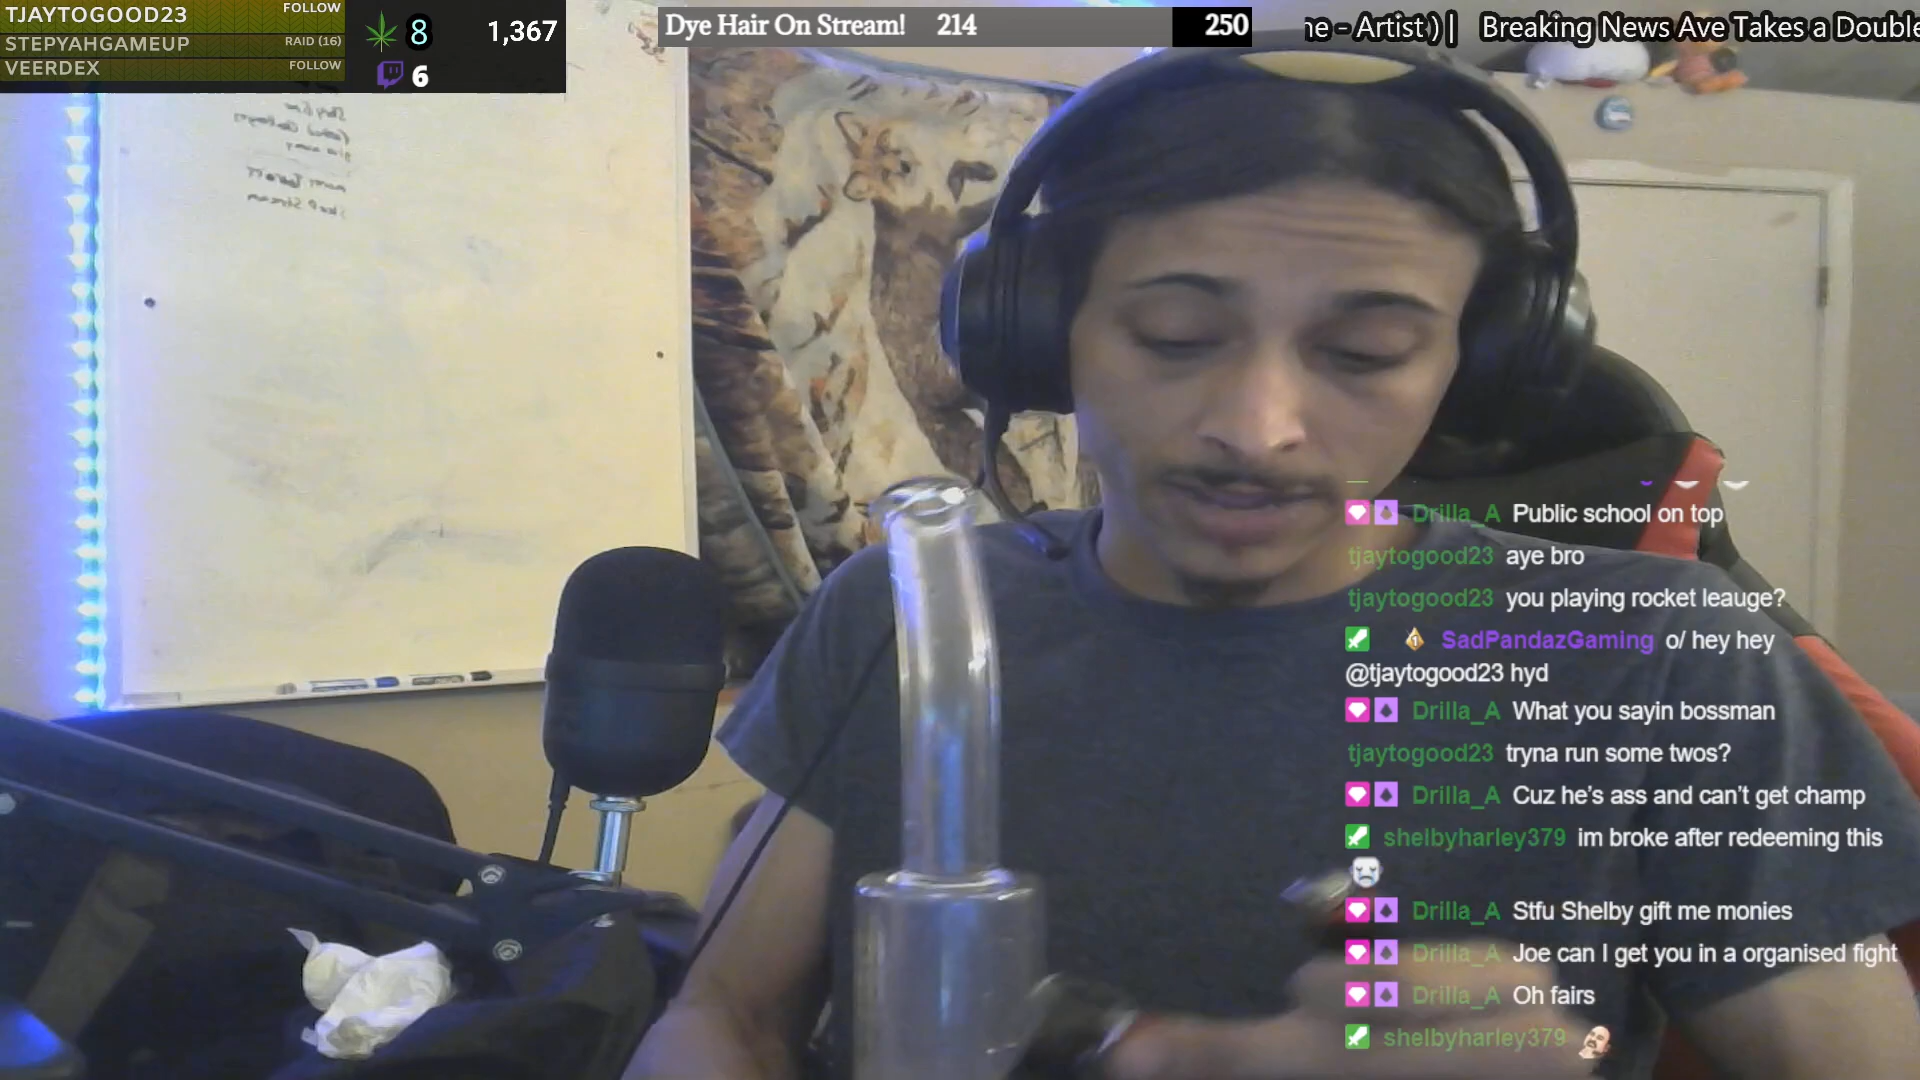 TJAYTOGOOD23 FOLLOW
STEPYAHGAMEUP RAID (16)
VEERDEX FOLLOW
8
6
1,367
Dye Hair On Stream! 214 250
ne - Artist ) | Breaking News Ave Takes a Double
Drilla_A Public school on top
tjaytogood23 aye bro
tjaytogood23 you playing rocket leauge?
SadPandazGaming o/ hey hey
@tjaytogood23 hyd
Drilla_A What you sayin bossman
tjaytogood23 tryna run some twos?
Drilla_A Cuz he's ass and can't get champ
shelbyharley379 im broke after redeeming this
Drilla_A Stfu Shelby gift me monies
Drilla_A Joe can I get you in a organised fight
Drilla_A Oh fairs
shelbyharley379